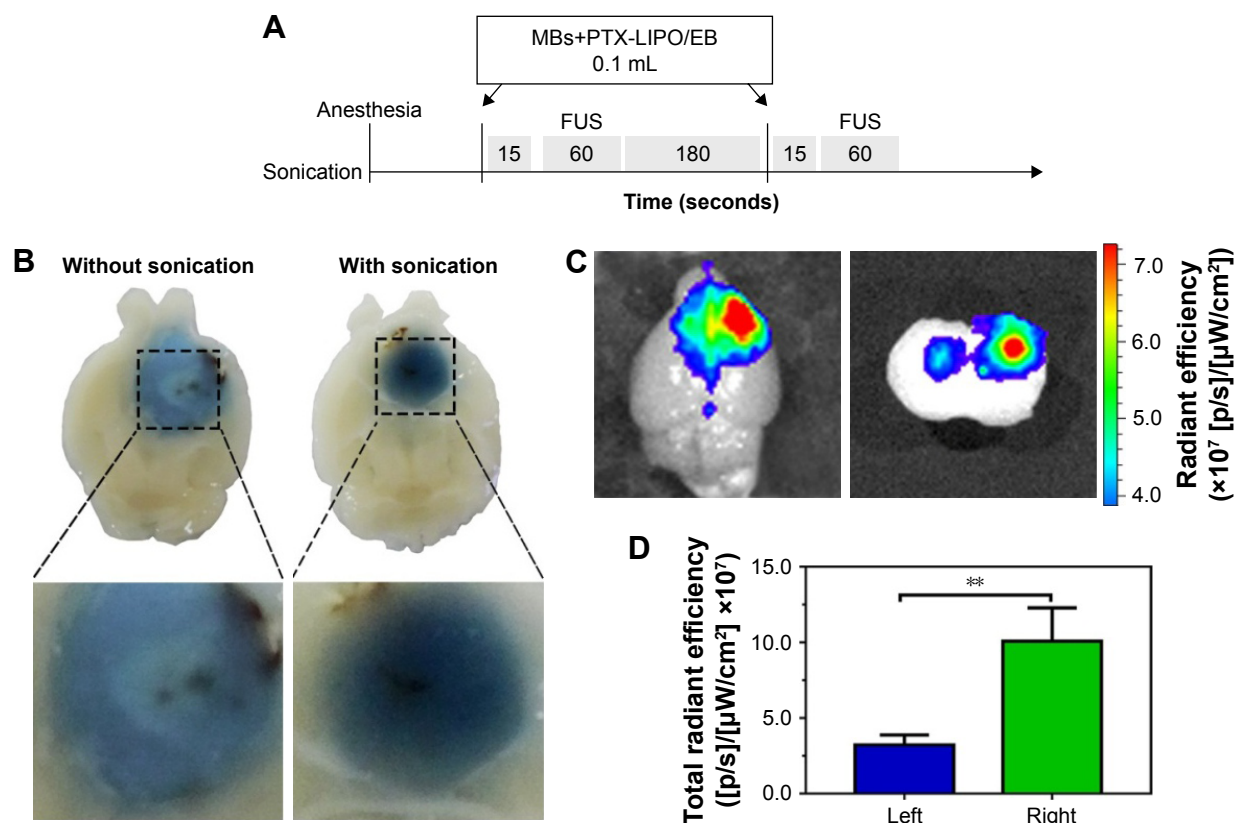 A
MBs+PTX-LIPO/EB
0.1 mL
Anesthesia
FUS
FUS
15
60
180
15
60
Sonication
Time (seconds)
B
Without sonication
With sonication
C
7.0
6.0
5.0
4.0
Radiant efficiency
(×10⁷ [p/s]/[µW/cm²])
D
Total radiant efficiency
([p/s]/[µW/cm²] ×10⁷)
15.0
10.0
5.0
0.0
**
Left
Right